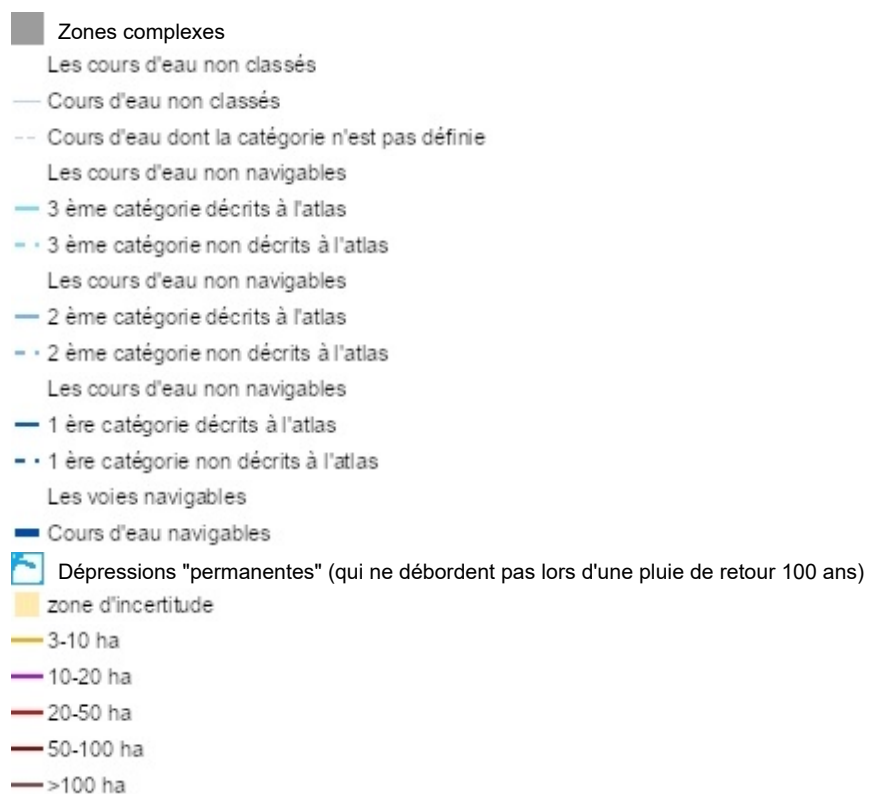 Zones complexes
Les cours d'eau non classés
Cours d'eau non classés
Cours d'eau dont la catégorie n'est pas définie
Les cours d'eau non navigables
3 ème catégorie décrits à l'atlas
3 ème catégorie non décrits à l'atlas
Les cours d'eau non navigables
2 ème catégorie décrits à l'atlas
2 ème catégorie non décrits à l'atlas
Les cours d'eau non navigables
1 ère catégorie décrits à l'atlas
1 ère catégorie non décrits à l'atlas
Les voies navigables
Cours d'eau navigables
Dépressions "permanentes" (qui ne débordent pas lors d'une pluie de retour 100 ans)
zone d'incertitude
3-10 ha
10-20 ha
20-50 ha
50-100 ha
>100 ha